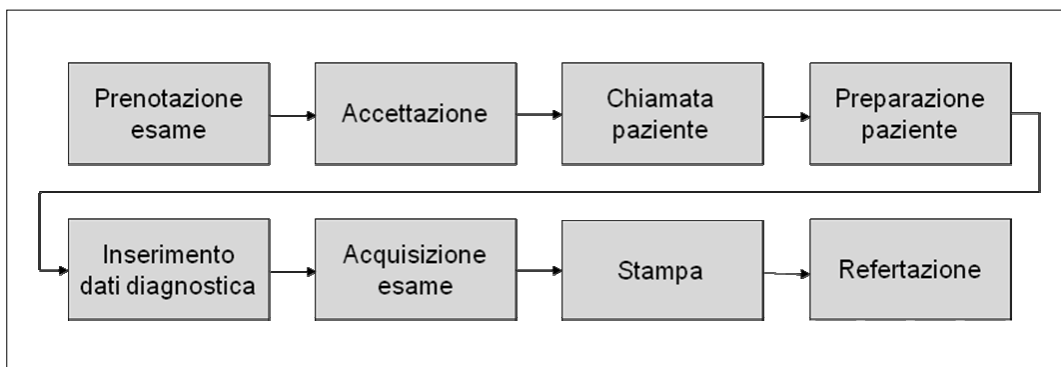 Prenotazione
esame
Accettazione
Chiamata
paziente
Preparazione
paziente
Inserimento
dati diagnostica
Acquisizione
esame
Stampa
Refertazione